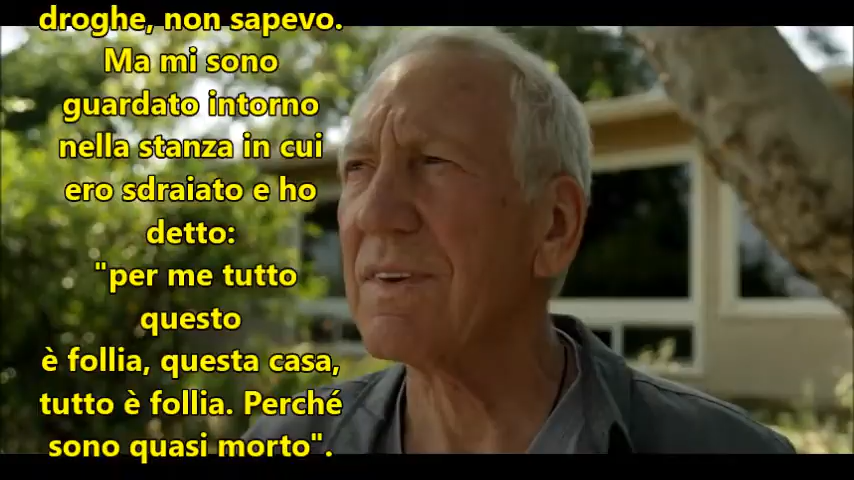 droghe, non sapevo.
Ma mi sono
guardato intorno
nella stanza in cui
ero sdraiato e ho
detto:
"per me tutto
questo
è follia, questa casa,
tutto è follia. Perché
sono quasi morto".